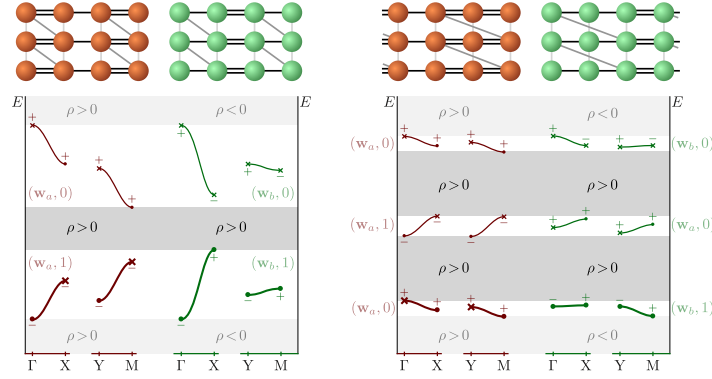 E
E
ρ > 0
ρ < 0
+
+
+
+
+
+
−
−
(w_a, 0)
(w_b, 0)
ρ > 0
ρ > 0
(w_a, 1)
(w_b, 1)
−
−
−
−
−
+
−
+
ρ > 0
ρ < 0
Γ X Y M
Γ X Y M
E
E
ρ > 0
ρ < 0
(w_a, 0)
+ + + +
+ − + −
(w_b, 0)
ρ > 0
ρ > 0
(w_a, 1)
− − − −
+ + + +
(w_a, 0)
ρ > 0
ρ > 0
(w_a, 0)
+ + + +
− + − +
(w_b, 1)
ρ > 0
ρ < 0
Γ X Y M
Γ X Y M